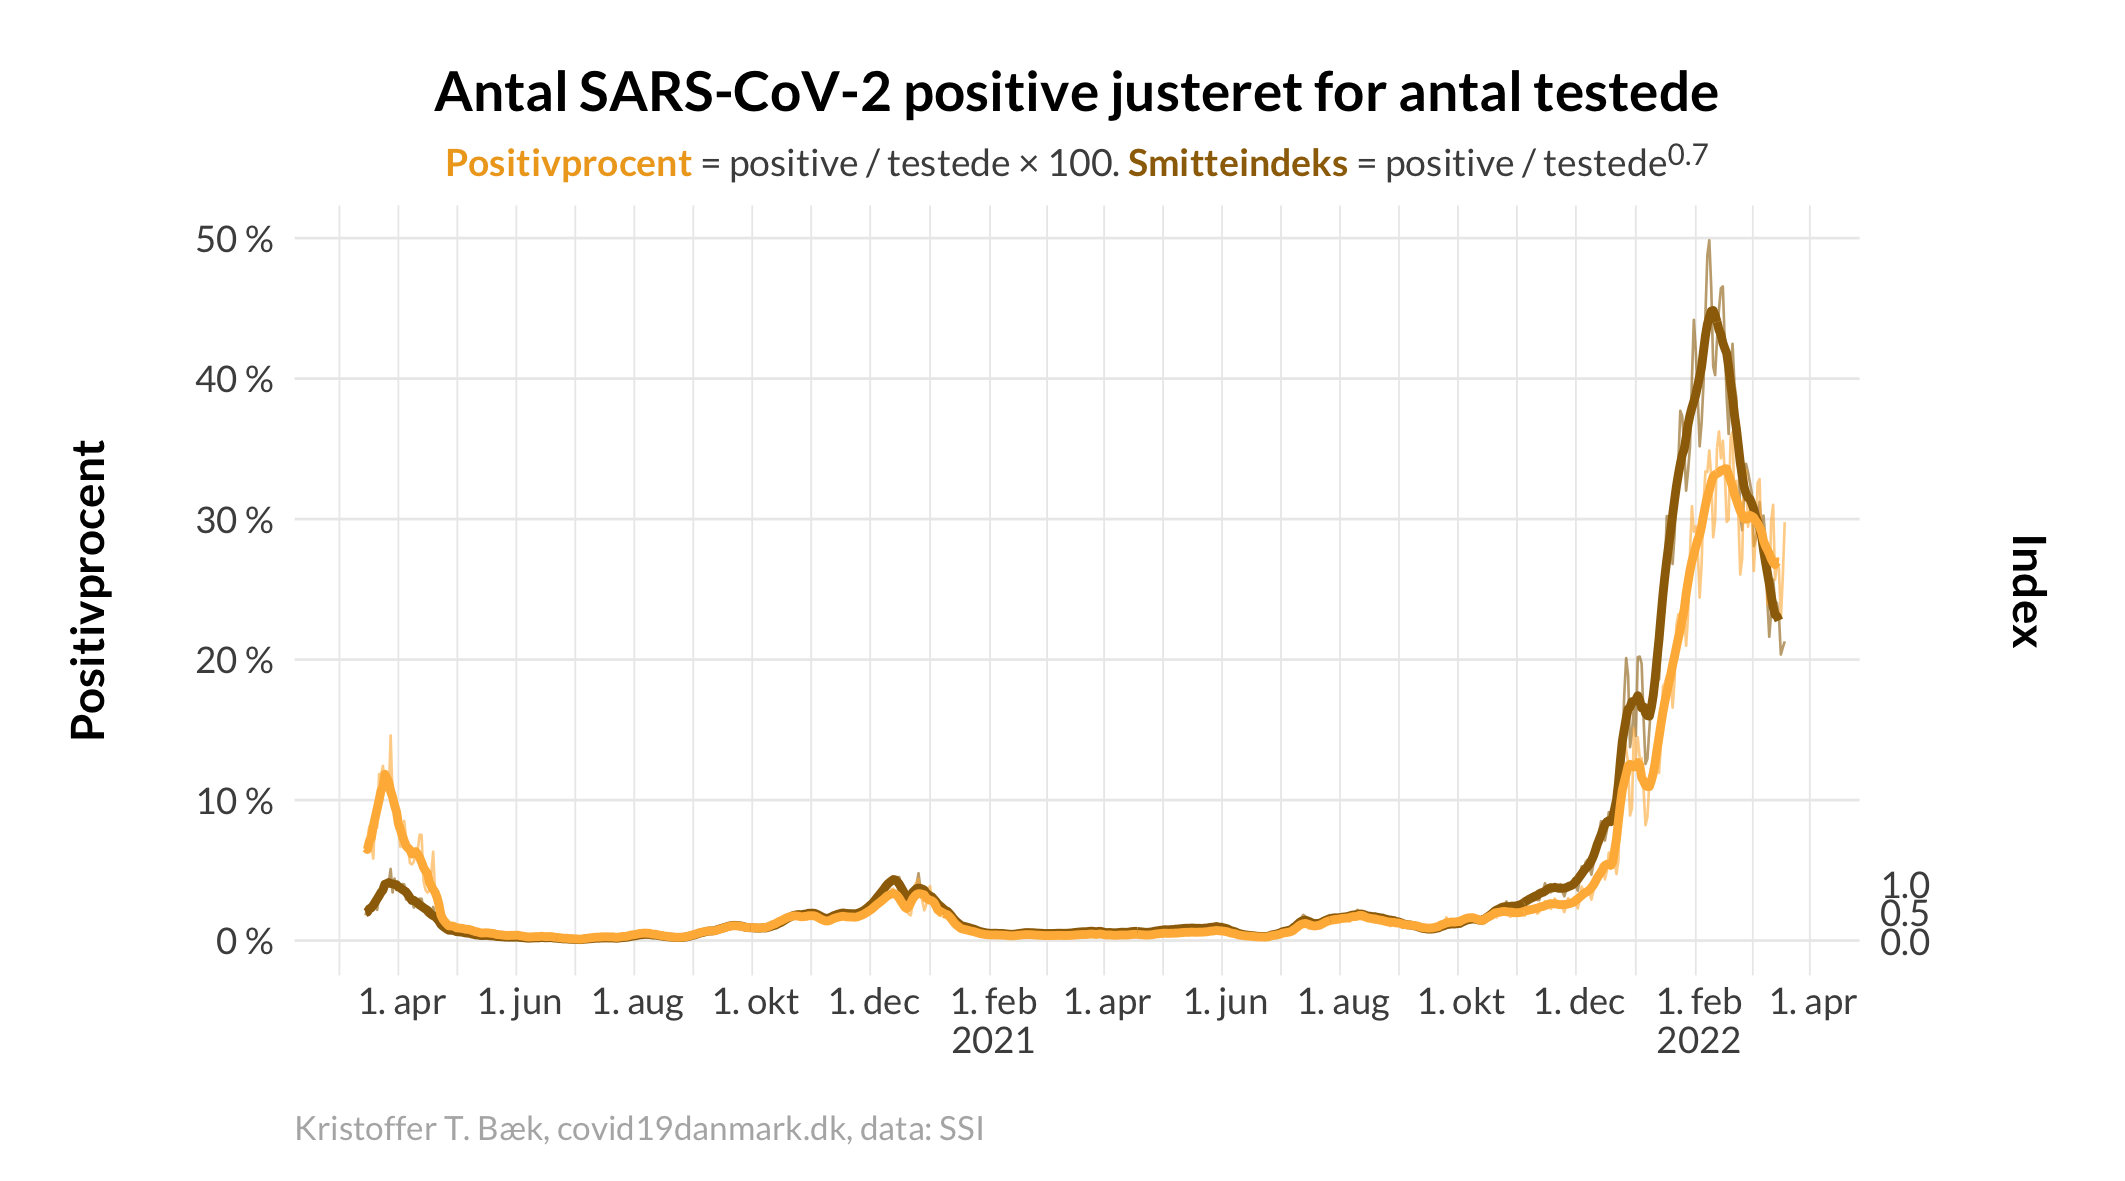 Antal SARS-CoV-2 positive justeret for antal testede
Positivprocent = positive / testede × 100. Smitteindeks = positive / testede^0.7
Positivprocent
50 %
40 %
30 %
20 %
10 %
0 %
Index
1.0
0.5
0.0
1. apr 1. jun 1. aug 1. okt 1. dec 1. feb 1. apr 1. jun 1. aug 1. okt 1. dec 1. feb 1. apr
2021 2022
Kristoffer T. Bæk, covid19danmark.dk, data: SSI